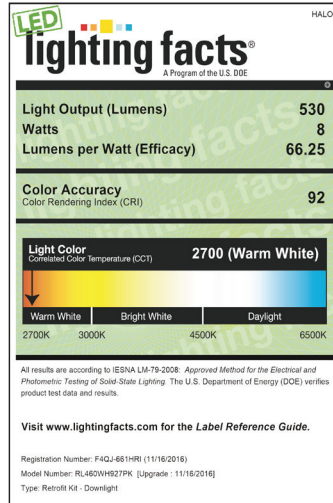 HALO
LED
lighting facts®
A Program of the U.S. DOE
Light Output (Lumens) 530
Watts 8
Lumens per Watt (Efficacy) 66.25
Color Accuracy
Color Rendering Index (CRI) 92
Light Color
Correlated Color Temperature (CCT) 2700 (Warm White)
Warm White Bright White Daylight
2700K 3000K 4500K 6500K
All results are according to IESNA LM-79-2008: Approved Method for the Electrical and
Photometric Testing of Solid-State Lighting. The U.S. Department of Energy (DOE) verifies
product test data and results.
Visit www.lightingfacts.com for the Label Reference Guide.
Registration Number: F4QJ-661HRI (11/16/2016)
Model Number: RL460WH927PK [Upgrade : 11/16/2016]
Type: Retrofit Kit - Downlight